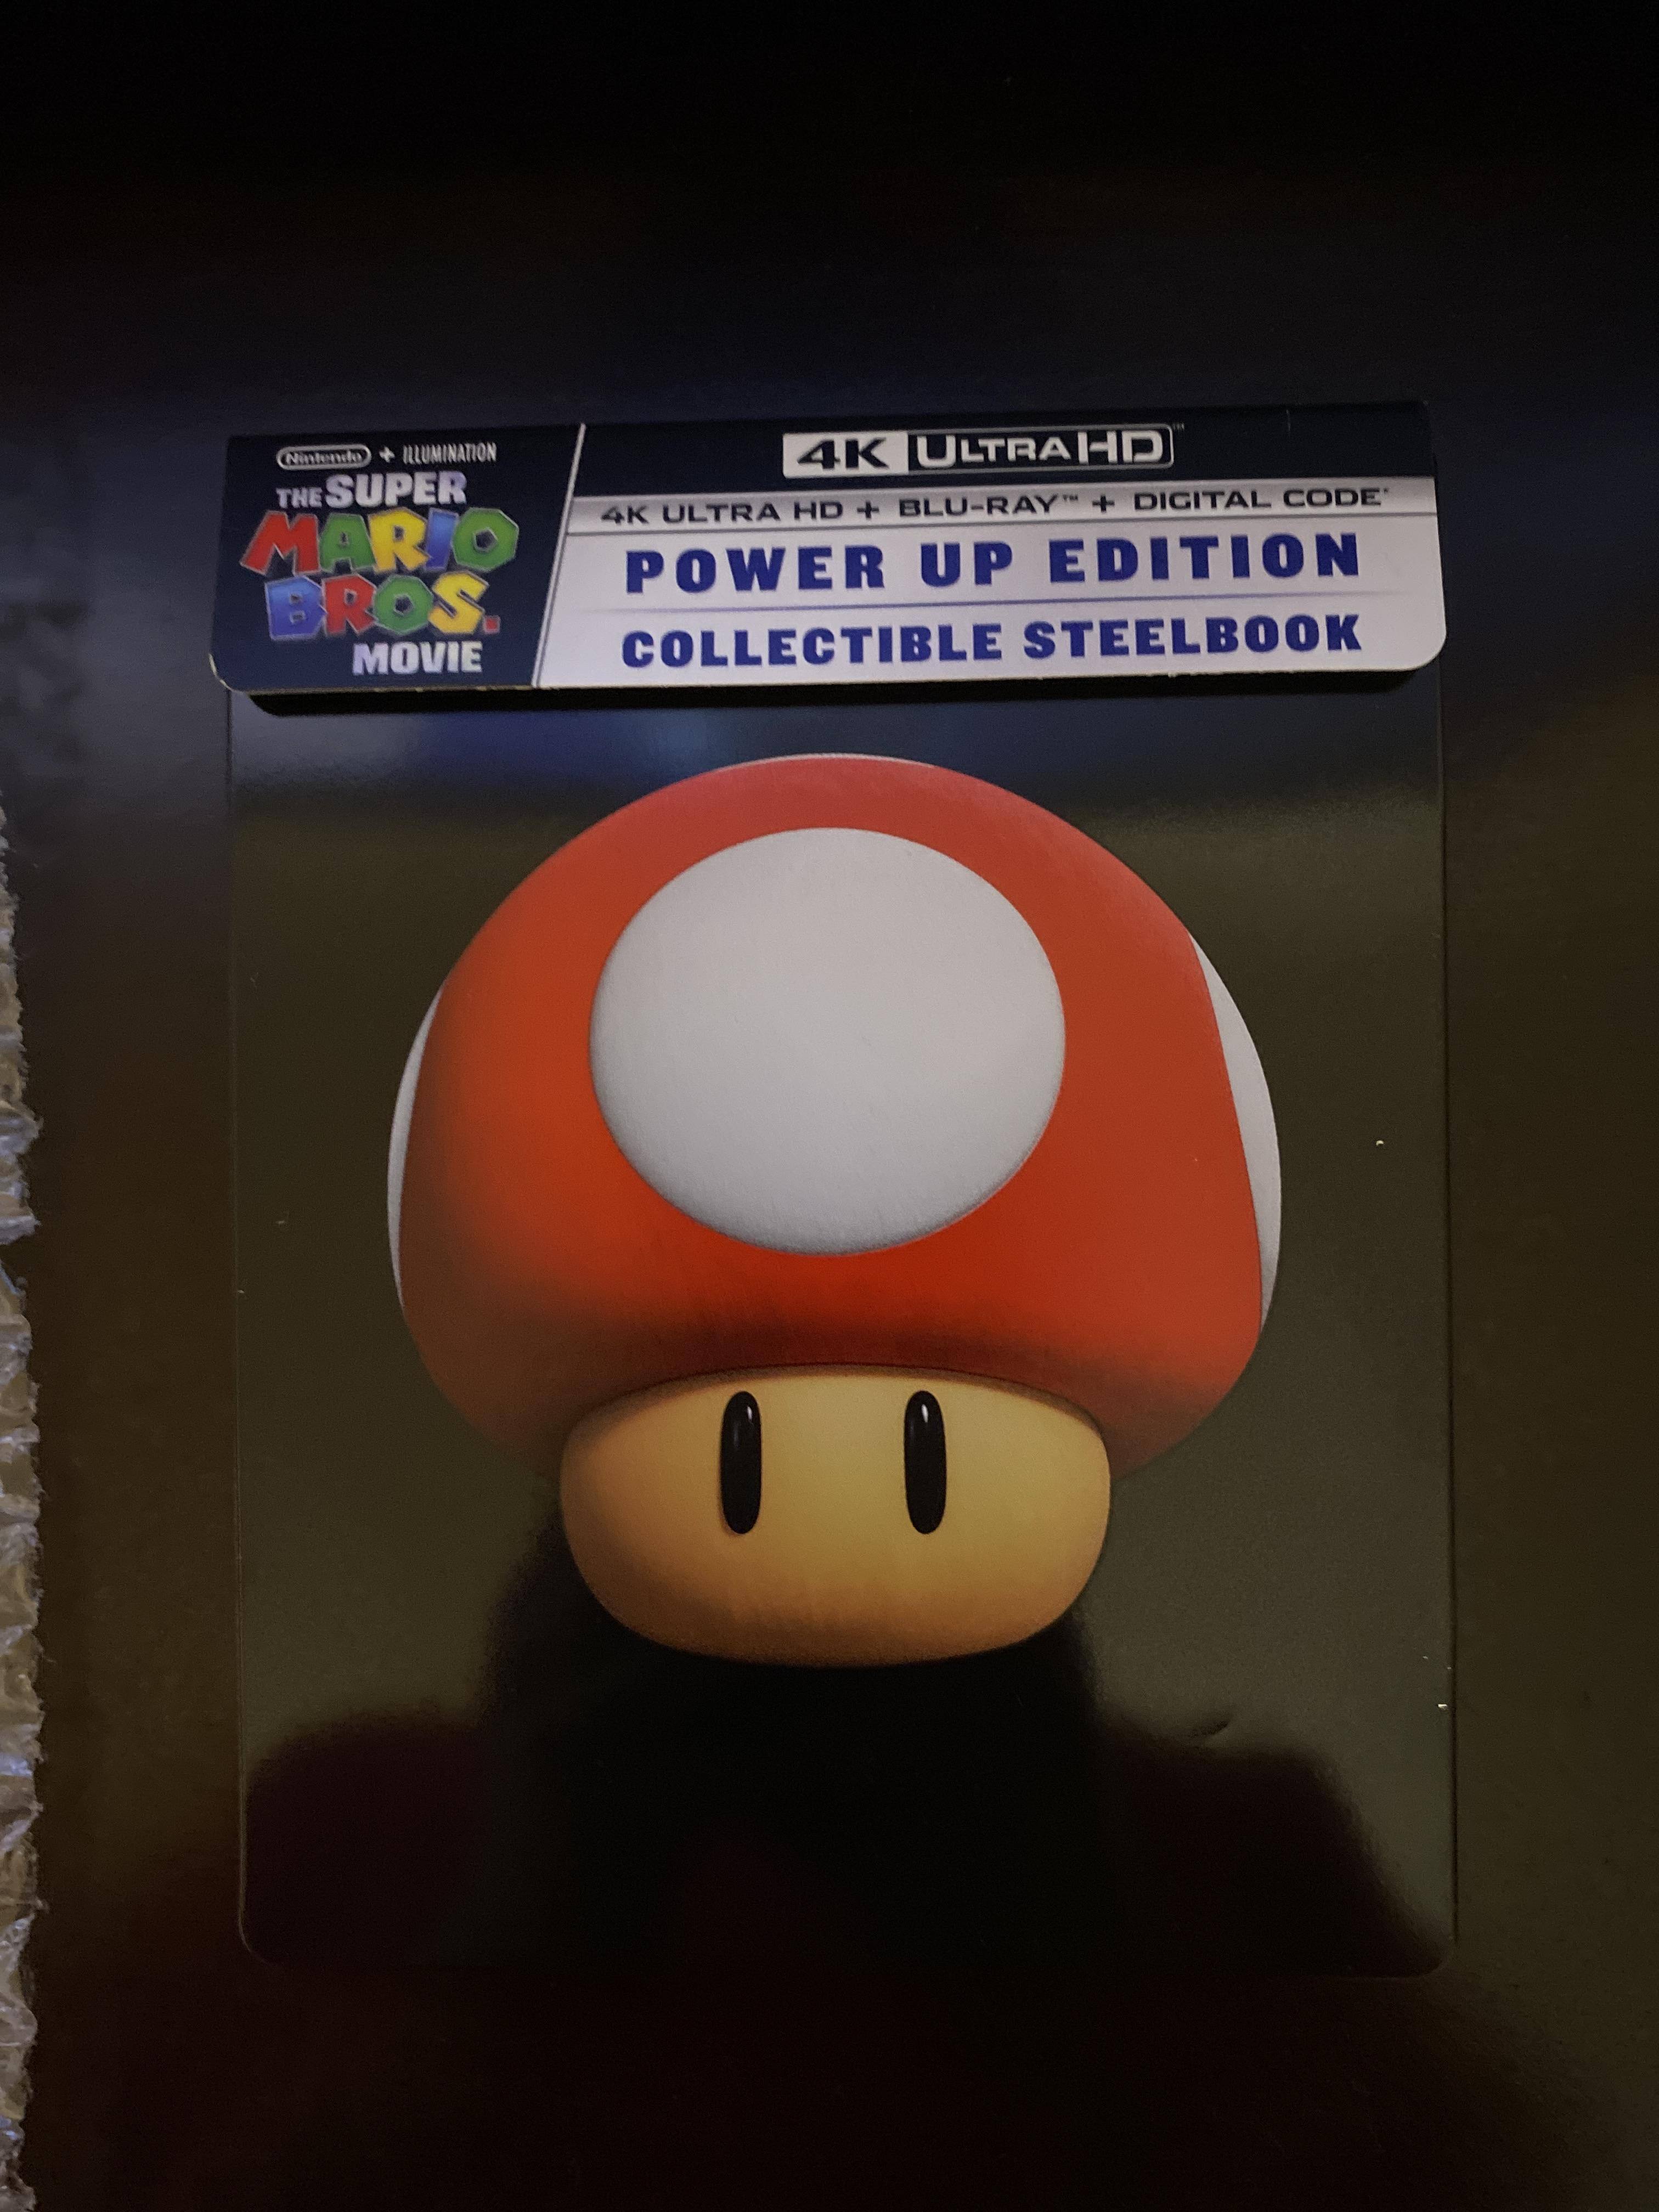 Nintendo + ILLUMINATION
THE SUPER
MARIO
BROS.
MOVIE
4K ULTRA HD™
4K ULTRA HD + BLU-RAY™ + DIGITAL CODE*
POWER UP EDITION
COLLECTIBLE STEELBOOK